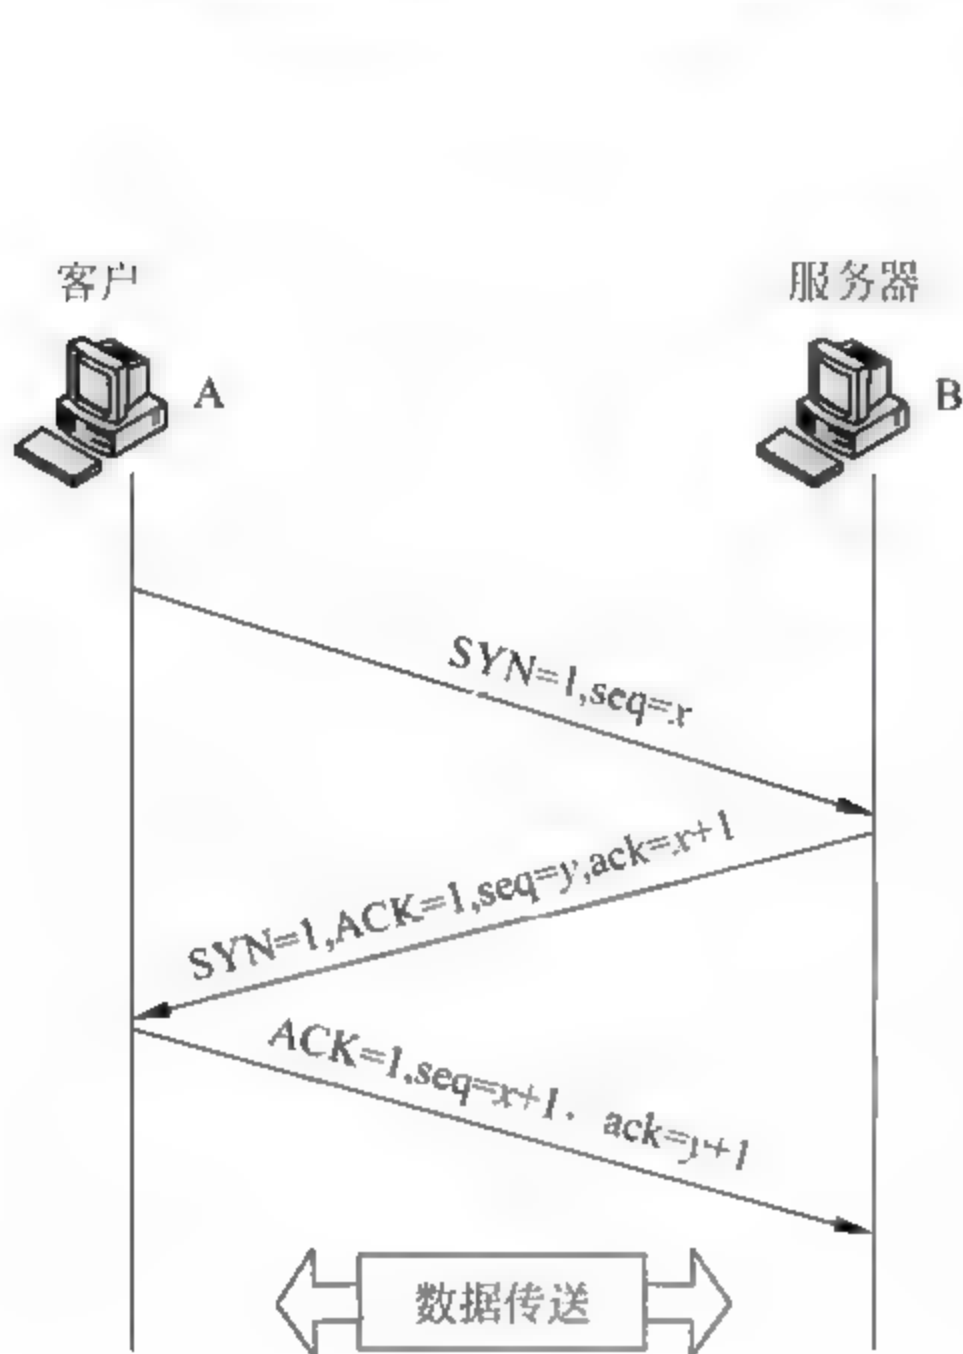 客户
服务器
A
B
SYN=1,seq=x
SYN=1,ACK=1,seq=y,ack=x+1
ACK=1,seq=x+1, ack=y+1
数据传送